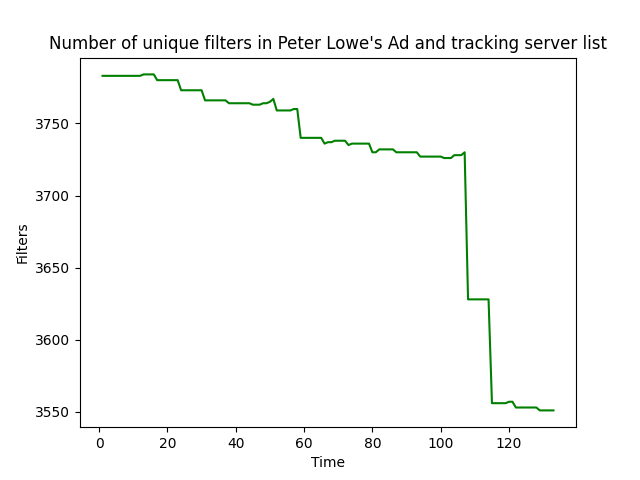 Number of unique filters in Peter Lowe's Ad and tracking server list
3750
3700
3650
3600
3550
Filters
0 20 40 60 80 100 120
Time